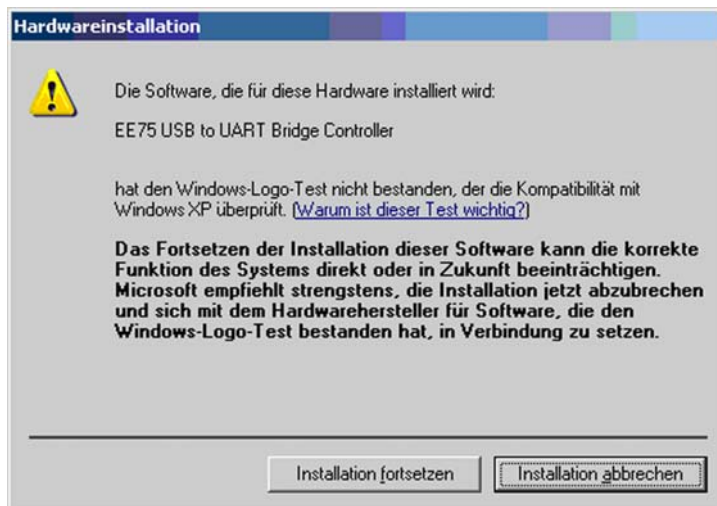 Hardwareinstallation
Die Software, die für diese Hardware installiert wird:
EE75 USB to UART Bridge Controller
hat den Windows-Logo-Test nicht bestanden, der die Kompatibilität mit
Windows XP überprüft. (Warum ist dieser Test wichtig?)
Das Fortsetzen der Installation dieser Software kann die korrekte
Funktion des Systems direkt oder in Zukunft beeinträchtigen.
Microsoft empfiehlt strengstens, die Installation jetzt abzubrechen
und sich mit dem Hardwarehersteller für Software, die den
Windows-Logo-Test bestanden hat, in Verbindung zu setzen.
Installation fortsetzen
Installation abbrechen